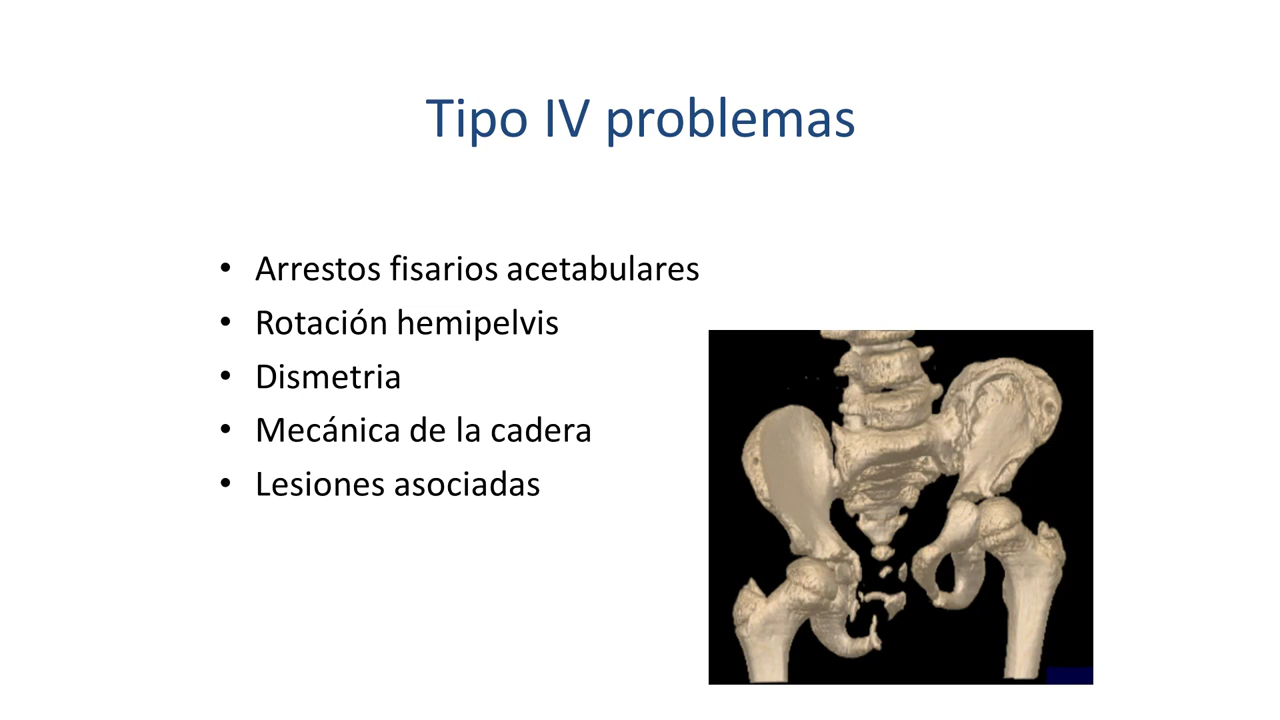 Tipo IV problemas
• Arrestos fisarios acetabulares
• Rotación hemipelvis
• Dismetria
• Mecánica de la cadera
• Lesiones asociadas